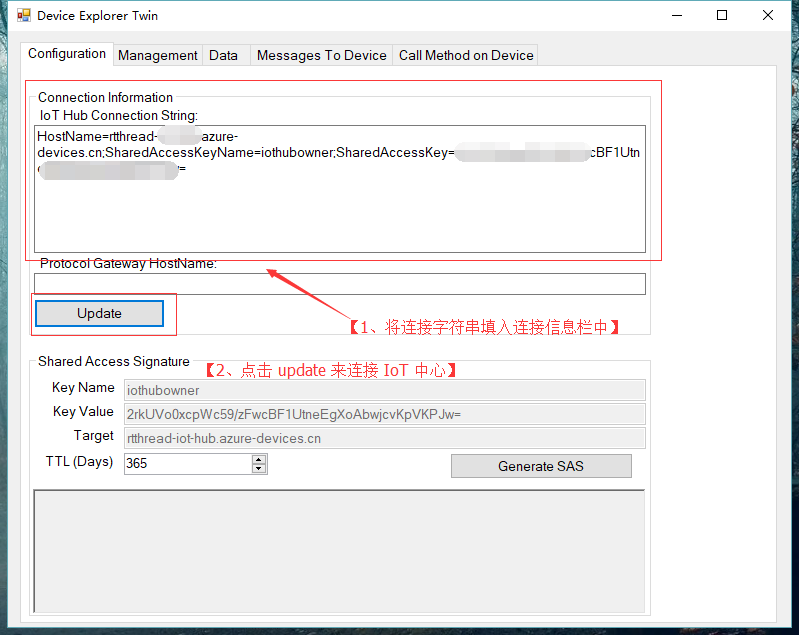 Device Explorer Twin
Configuration
Management
Data
Messages To Device
Call Method on Device
Connection Information
IoT Hub Connection String:
HostName=rtthread- azure-
devices.cn;SharedAccessKeyName=iothubowner;SharedAccessKey= cBF1Utn
=
Protocol Gateway HostName:
Update
【1、将连接字符串填入连接信息栏中】
Shared Access Signature
【2、点击 update 来连接 IoT 中心】
Key Name
iothubowner
Key Value
2rkUVo0xcpWc59/zFwcBF1UtneEgXoAbwjcvKpVKPJw=
Target
rtthread-iot-hub.azure-devices.cn
TTL (Days)
365
Generate SAS